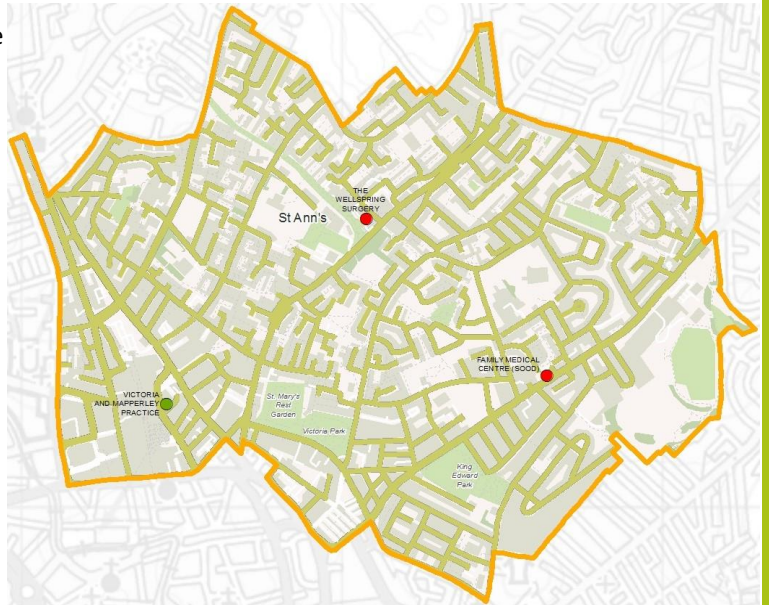 e
THE
WELLSPRING
SURGERY
St Ann's
FAMILY MEDICAL
CENTRE (SOOD)
VICTORIA
AND MAPPERLEY
PRACTICE
St. Mary's
Rest
Garden
Victoria Park
King
Edward
Park